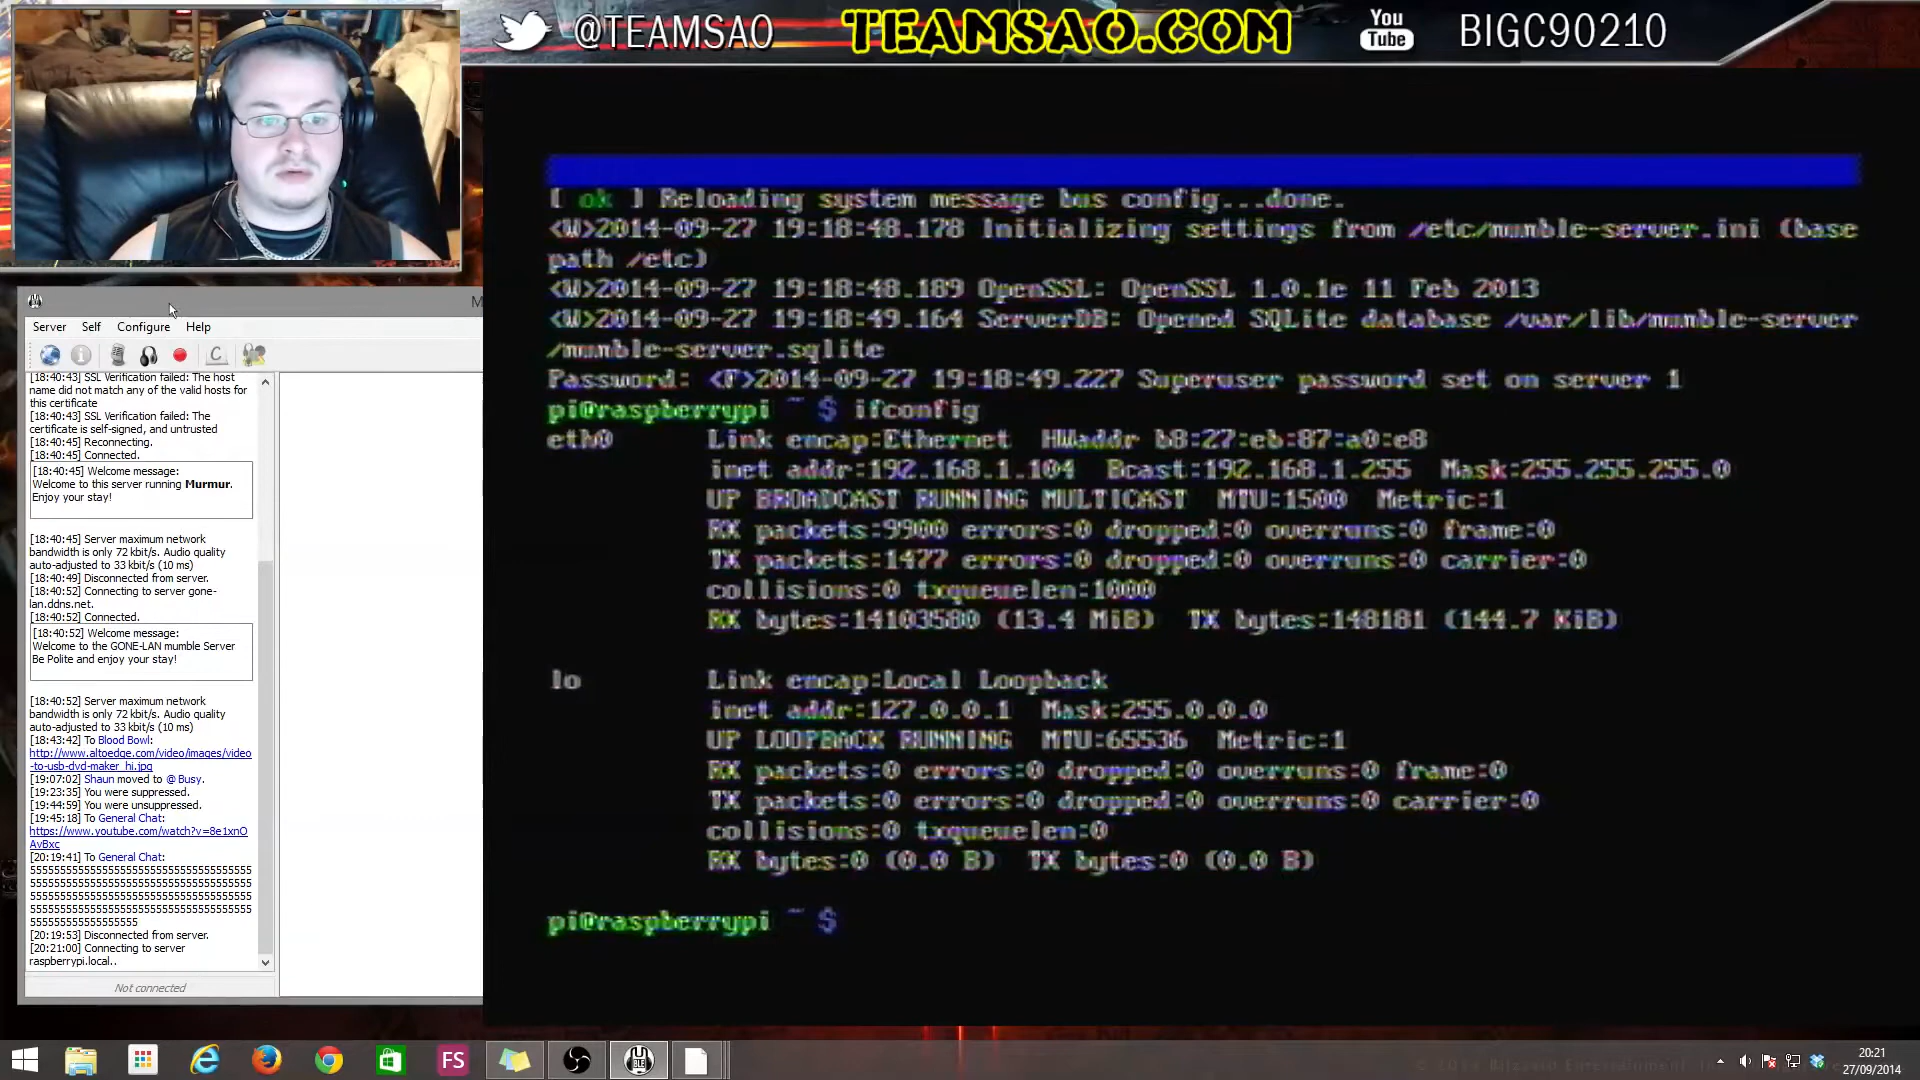 @TEAMSAO
TEAMSAO.COM
You
Tube
BIGC90210
M
Server Self Configure Help
[18:40:43] SSL Verification failed: The host
name did not match any of the valid hosts for
this certificate
[18:40:43] SSL Verification failed: The
certificate is self-signed, and untrusted
[18:40:45] Reconnecting.
[18:40:45] Connected.
[18:40:45] Welcome message:
Welcome to this server running Murmur.
Enjoy your stay!
[18:40:45] Server maximum network
bandwidth is only 72 kbit/s. Audio quality
auto-adjusted to 33 kbit/s (10 ms)
[18:40:49] Disconnected from server.
[18:40:52] Connecting to server gone-
lan.ddns.net.
[18:40:52] Connected.
[18:40:52] Welcome message:
Welcome to the GONE-LAN mumble Server
Be Polite and enjoy your stay!
[18:40:52] Server maximum network
bandwidth is only 72 kbit/s. Audio quality
auto-adjusted to 33 kbit/s (10 ms)
[18:43:42] To Blood Bowl:
http://www.altoedge.com/video/images/video
-to-usb-dvd-maker_hi.jpg
[19:07:02] Shaun moved to @ Busy.
[19:23:35] You were suppressed.
[19:44:59] You were unsuppressed.
[19:45:18] To General Chat:
https://www.youtube.com/watch?v=8e1xnO
AvBxc
[20:19:41] To General Chat:
5555555555555555555555555555555555555
5555555555555555555555555555555555555
5555555555555555555555555555555555555
5555555555555555555555555555555555555
555555555555555555
[20:19:53] Disconnected from server.
[20:21:00] Connecting to server
raspberrypi.local..
Not connected
[ ok ] Reloading system message bus config...done.
<W>2014-09-27 19:18:48.178 Initializing settings from /etc/mumble-server.ini (base
path /etc)
<W>2014-09-27 19:18:48.189 OpenSSL: OpenSSL 1.0.1e 11 Feb 2013
<W>2014-09-27 19:18:49.164 ServerDB: Opened SQLite database /var/lib/mumble-server
/mumble-server.sqlite
Password: <F>2014-09-27 19:18:49.227 Superuser password set on server 1
pi@raspberrypi ~ $ ifconfig
eth0 Link encap:Ethernet HWaddr b8:27:eb:87:a0:e8
inet addr:192.168.1.104 Bcast:192.168.1.255 Mask:255.255.255.0
UP BROADCAST RUNNING MULTICAST MTU:1500 Metric:1
RX packets:9900 errors:0 dropped:0 overruns:0 frame:0
TX packets:1477 errors:0 dropped:0 overruns:0 carrier:0
collisions:0 txqueuelen:1000
RX bytes:14103580 (13.4 MiB) TX bytes:148181 (144.7 KiB)
lo Link encap:Local Loopback
inet addr:127.0.0.1 Mask:255.0.0.0
UP LOOPBACK RUNNING MTU:65536 Metric:1
RX packets:0 errors:0 dropped:0 overruns:0 frame:0
TX packets:0 errors:0 dropped:0 overruns:0 carrier:0
collisions:0 txqueuelen:0
RX bytes:0 (0.0 B) TX bytes:0 (0.0 B)
pi@raspberrypi ~ $
FS
20:21
27/09/2014